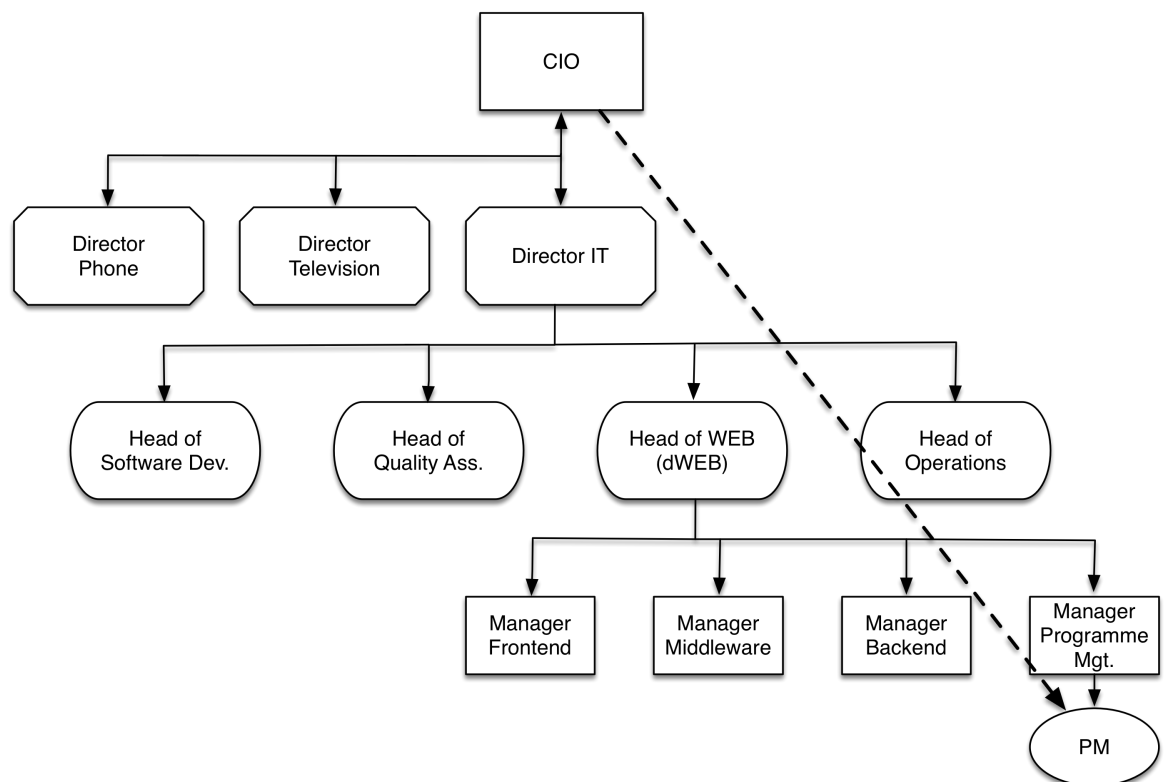 CIO
Director
Phone
Director
Television
Director IT
Head of
Software Dev.
Head of
Quality Ass.
Head of WEB
(dWEB)
Head of
Operations
Manager
Frontend
Manager
Middleware
Manager
Backend
Manager
Programme
Mgt.
PM